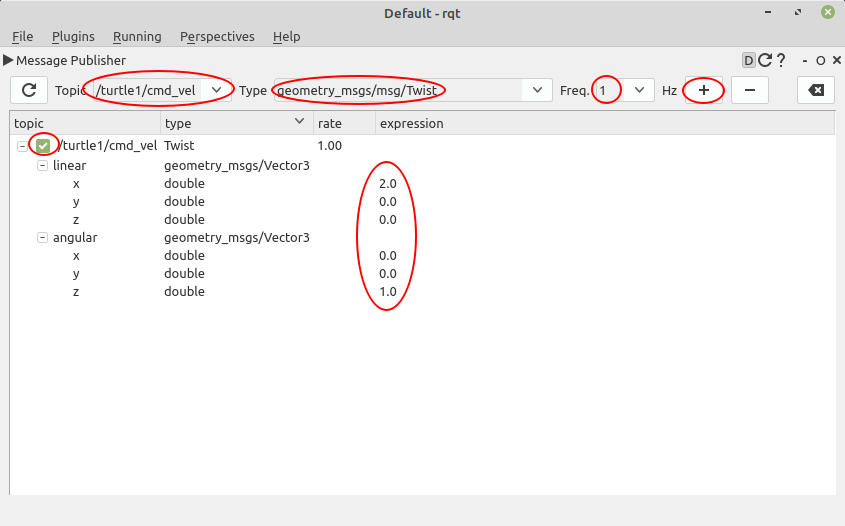 Default - rqt
File Plugins Running Perspectives Help
Message Publisher D ? - O
Topic /turtle1/cmd_vel Type geometry_msgs/msg/Twist Freq. 1 Hz + -
topic type rate expression
/turtle1/cmd_vel Twist 1.00
linear geometry_msgs/Vector3
x double 2.0
y double 0.0
z double 0.0
angular geometry_msgs/Vector3
x double 0.0
y double 0.0
z double 1.0